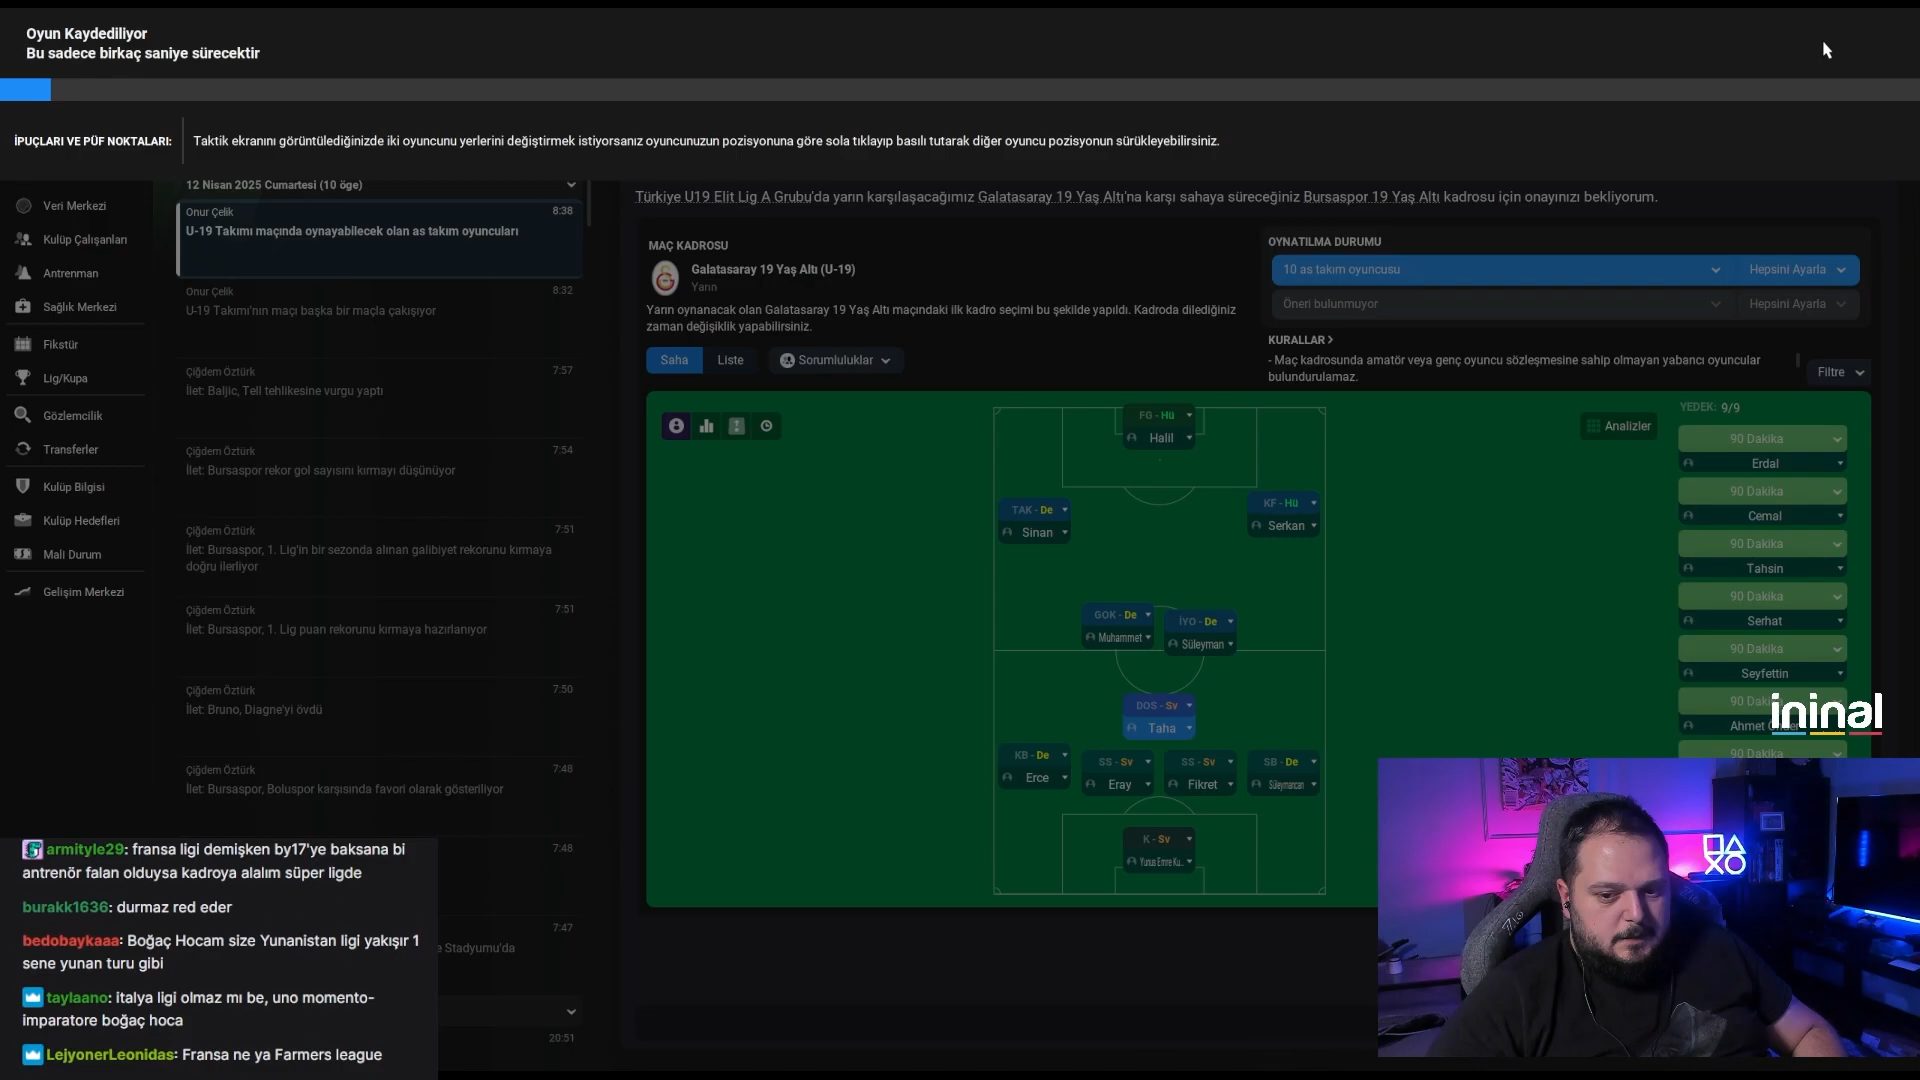 Oyun Kaydediliyor
Bu sadece birkaç saniye sürecektir
İPUÇLARI VE PÜF NOKTALARI:
Taktik ekranını görüntülediğinizde iki oyuncunu yerlerini değiştirmek istiyorsanız oyuncunuzun pozisyonuna göre sola tıklayıp basılı tutarak diğer oyuncu pozisyonun sürükleyebilirsiniz.
Veri Merkezi
Kulüp Çalışanları
Antrenman
Sağlık Merkezi
Fikstür
Lig/Kupa
Gözlemcilik
Transferler
Kulüp Bilgisi
Kulüp Hedefleri
Mali Durum
Gelişim Merkezi
12 Nisan 2025 Cumartesi (10 öge)
Onur Çelik 8:38
U-19 Takımı maçında oynayabilecek olan as takım oyuncuları
Onur Çelik 8:32
U-19 Takımı'nın maçı başka bir maçla çakışıyor
Çiğdem Öztürk 7:57
İlet: Baljic, Tell tehlikesine vurgu yaptı
Çiğdem Öztürk 7:54
İlet: Bursaspor rekor gol sayısını kırmayı düşünüyor
Çiğdem Öztürk 7:51
İlet: Bursaspor, 1. Lig'in bir sezonda alınan galibiyet rekorunu kırmaya
doğru ilerliyor
Çiğdem Öztürk 7:51
İlet: Bursaspor, 1. Lig puan rekorunu kırmaya hazırlanıyor
Çiğdem Öztürk 7:50
İlet: Bruno, Diagne'yi övdü
Çiğdem Öztürk 7:48
İlet: Bursaspor, Boluspor karşısında favori olarak gösteriliyor
7:48
7:47
e Stadyumu'da
20:51
Türkiye U19 Elit Lig A Grubu'da yarın karşılaşacağımız Galatasaray 19 Yaş Altı'na karşı sahaya süreceğiniz Bursaspor 19 Yaş Altı kadrosu için onayınızı bekliyorum.
MAÇ KADROSU
Galatasaray 19 Yaş Altı (U-19)
Yarın
Yarın oynanacak olan Galatasaray 19 Yaş Altı maçındaki ilk kadro seçimi bu şekilde yapıldı. Kadroda dilediğiniz
zaman değişiklik yapabilirsiniz.
Saha Liste Sorumluluklar
OYNATILMA DURUMU
10 as takım oyuncusu Hepsini Ayarla
Öneri bulunmuyor Hepsini Ayarla
KURALLAR >
- Maç kadrosunda amatör veya genç oyuncu sözleşmesine sahip olmayan yabancı oyuncular
bulundurulamaz.
Filtre
Analizler
FG - Hü
Halil
TAK - De
Sinan
KF - Hü
Serkan
GOK - De
Muhammet
İYO - De
Süleyman
DOS - Sv
Taha
KB - De
Erce
SS - Sv
Eray
SS - Sv
Fikret
SB - De
Süleymancan
K - Sv
Yunus Emre Ku...
YEDEK: 9/9
90 Dakika
Erdal
90 Dakika
Cemal
90 Dakika
Tahsin
90 Dakika
Serhat
90 Dakika
Seyfettin
90 Daki
Ahmet
90 Dakika
ininal
armityle29: fransa ligi demişken by17'ye baksana bi
antrenör falan olduysa kadroya alalım süper ligde
burakk1636: durmaz red eder
bedobaykaaa: Boğaç Hocam size Yunanistan ligi yakışır 1
sene yunan turu gibi
taylaano: italya ligi olmaz mı be, uno momento-
imparatore boğaç hoca
LejyonerLeonidas: Fransa ne ya Farmers league